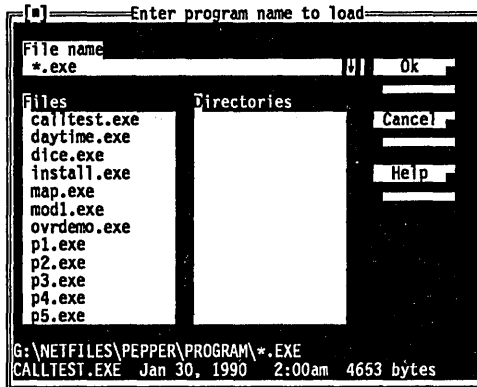 [■] Enter program name to load
File name
*.exe ↓ Ok
Files Directories
calltest.exe
Cancel
daytime.exe
dice.exe
install.exe
Help
map.exe
mod1.exe
ovrdemo.exe
p1.exe
p2.exe
p3.exe
p4.exe
p5.exe
G:\NETFILES\PEPPER\PROGRAM\*.EXE
CALLTEST.EXE Jan 30, 1990 2:00am 4653 bytes